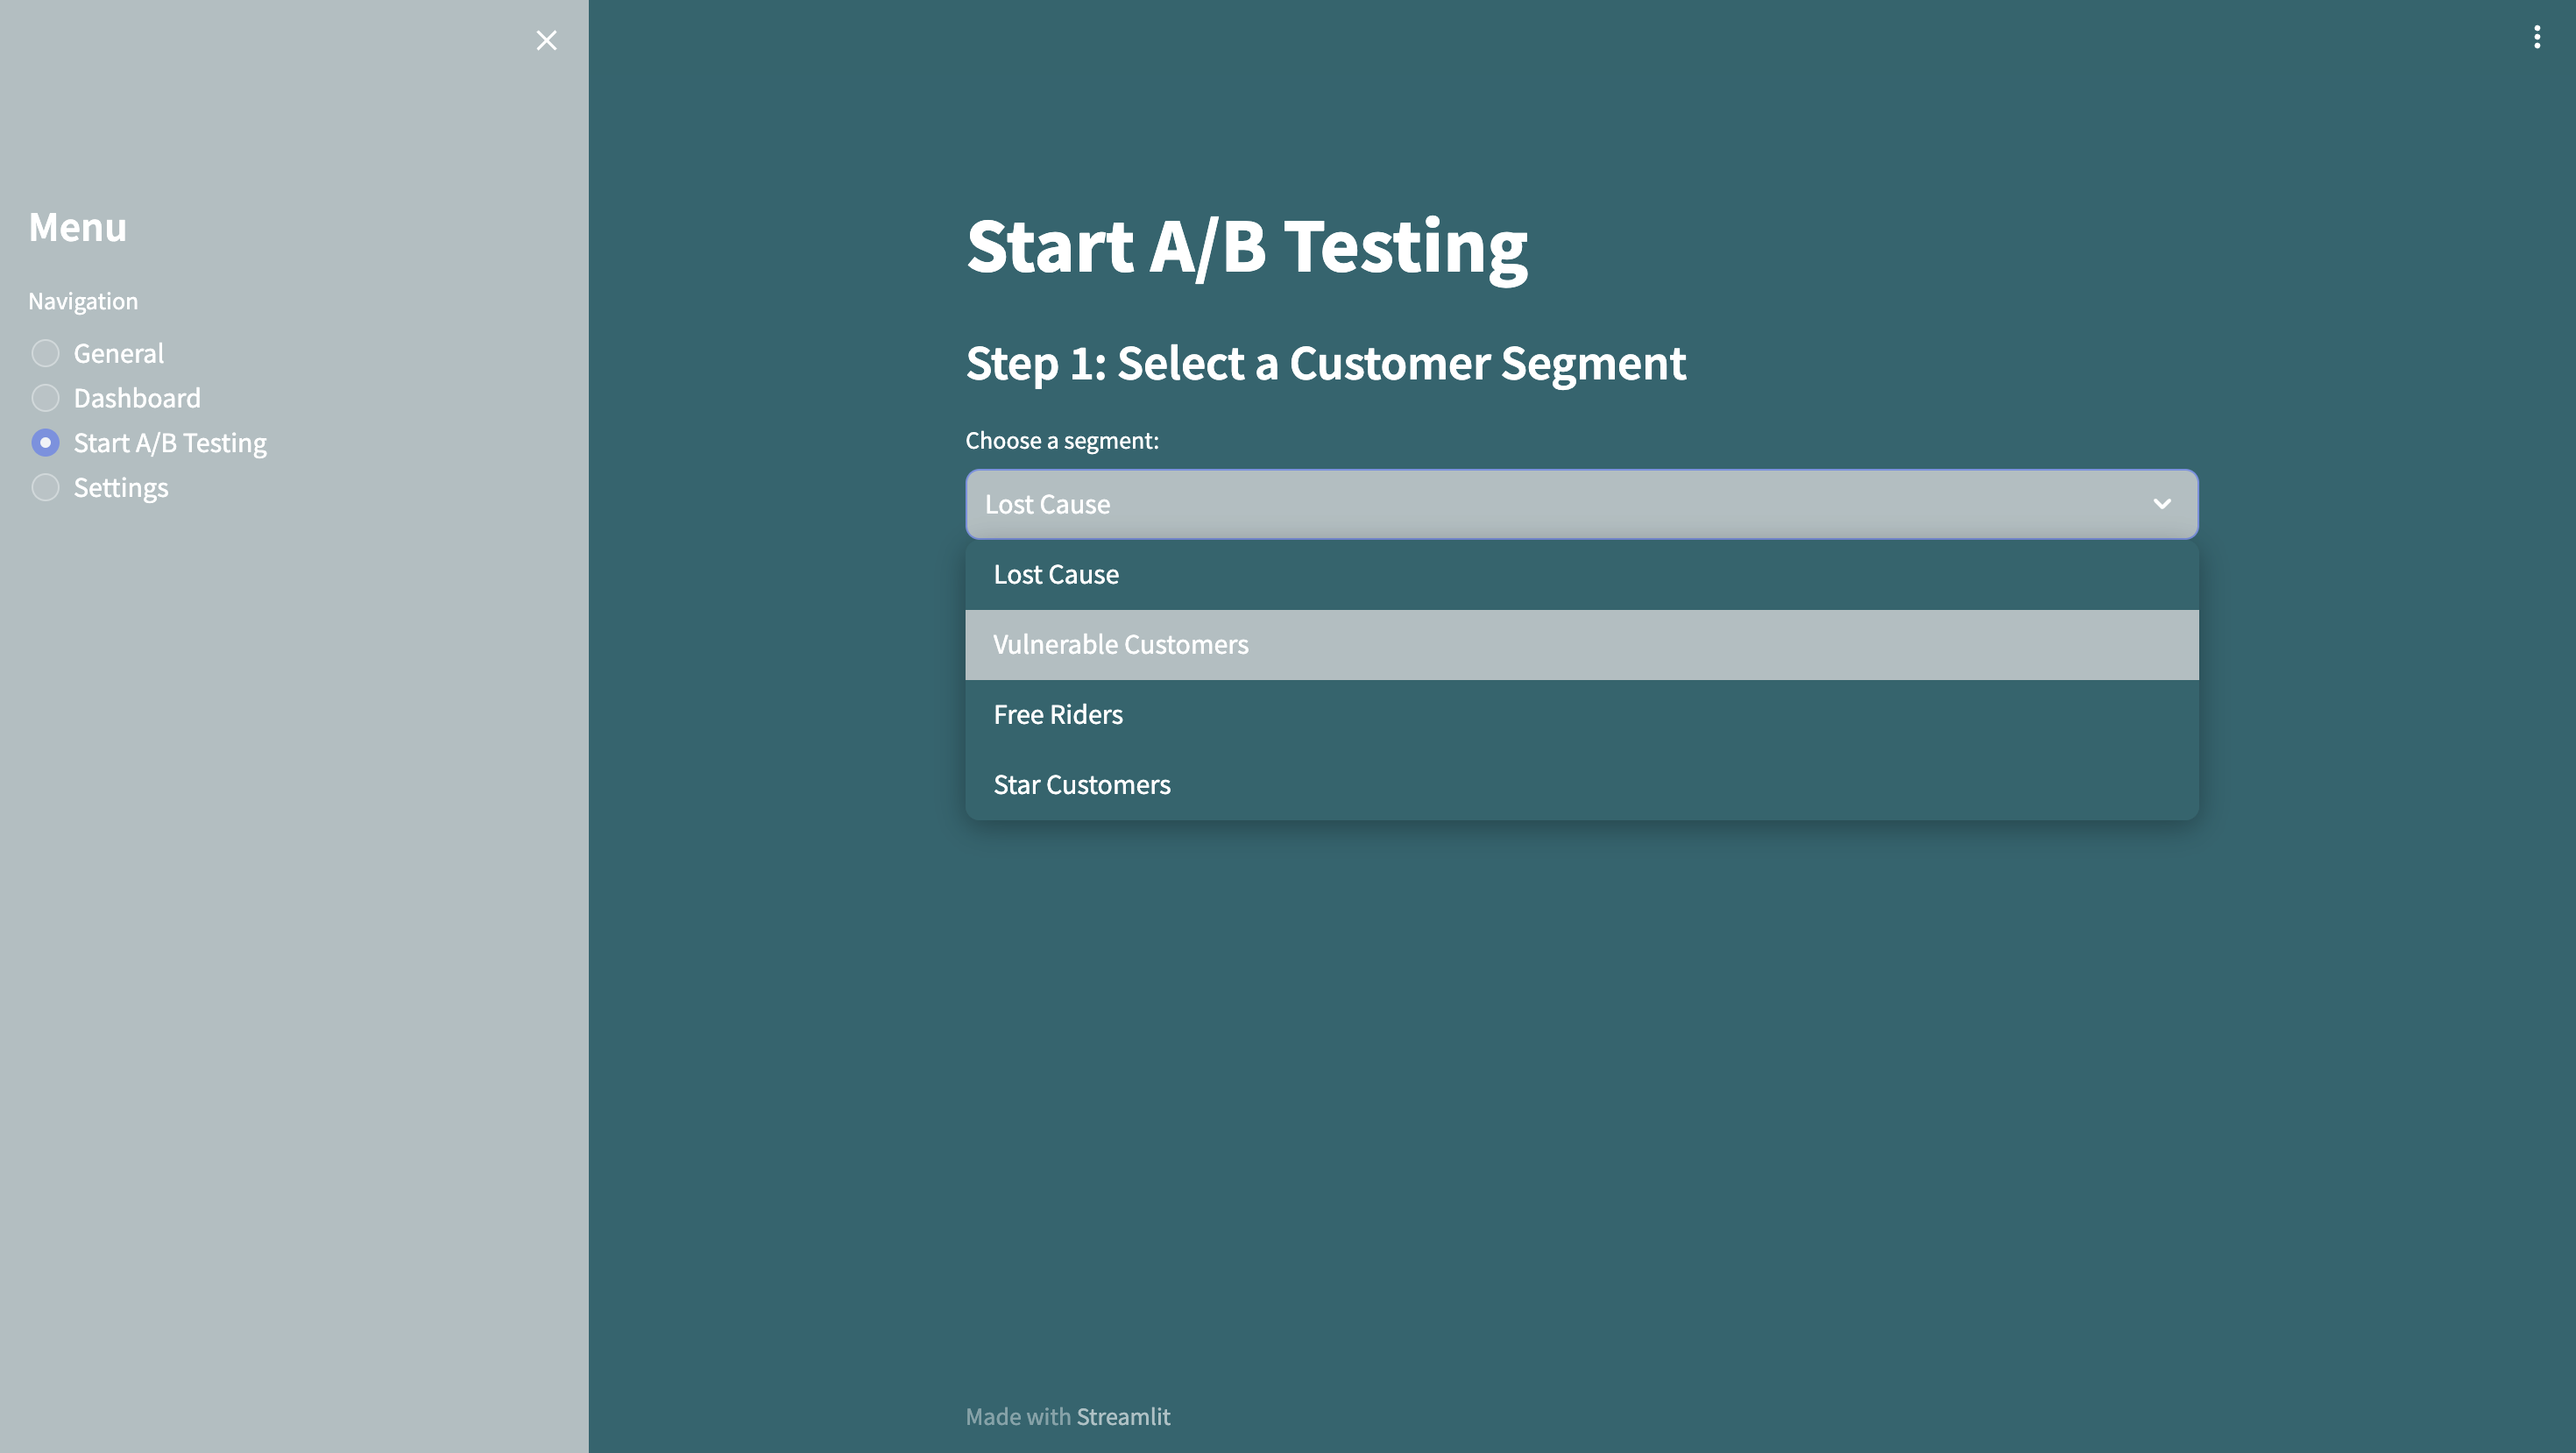 Menu
Navigation
General
Dashboard
Start A/B Testing
Settings
Start A/B Testing
Step 1: Select a Customer Segment
Choose a segment:
Lost Cause
Lost Cause
Vulnerable Customers
Free Riders
Star Customers
Made with Streamlit